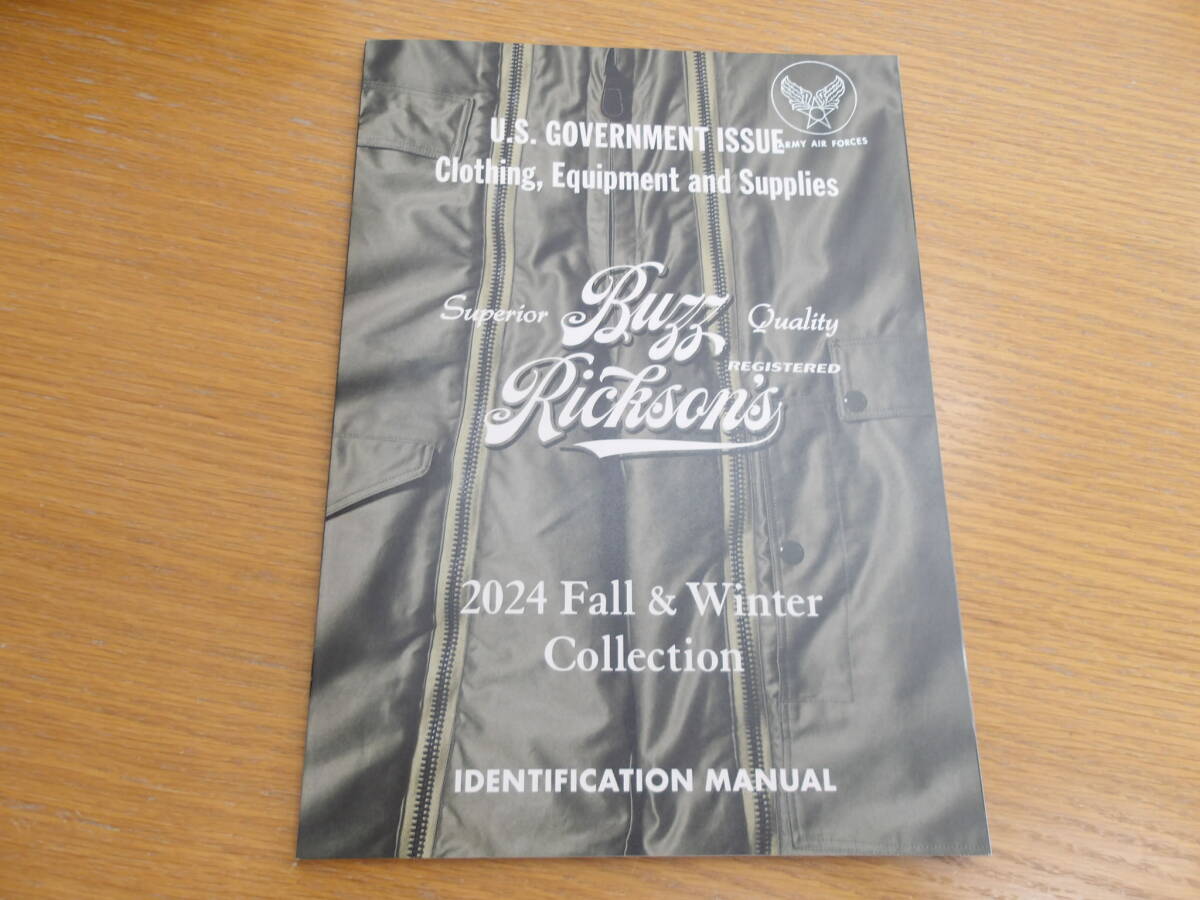 ARMY AIR FORCES
U.S. GOVERNMENT ISSUE
Clothing, Equipment and Supplies
Superior Buzz Quality
REGISTERED
Rickson's
2024 Fall & Winter
Collection
IDENTIFICATION MANUAL